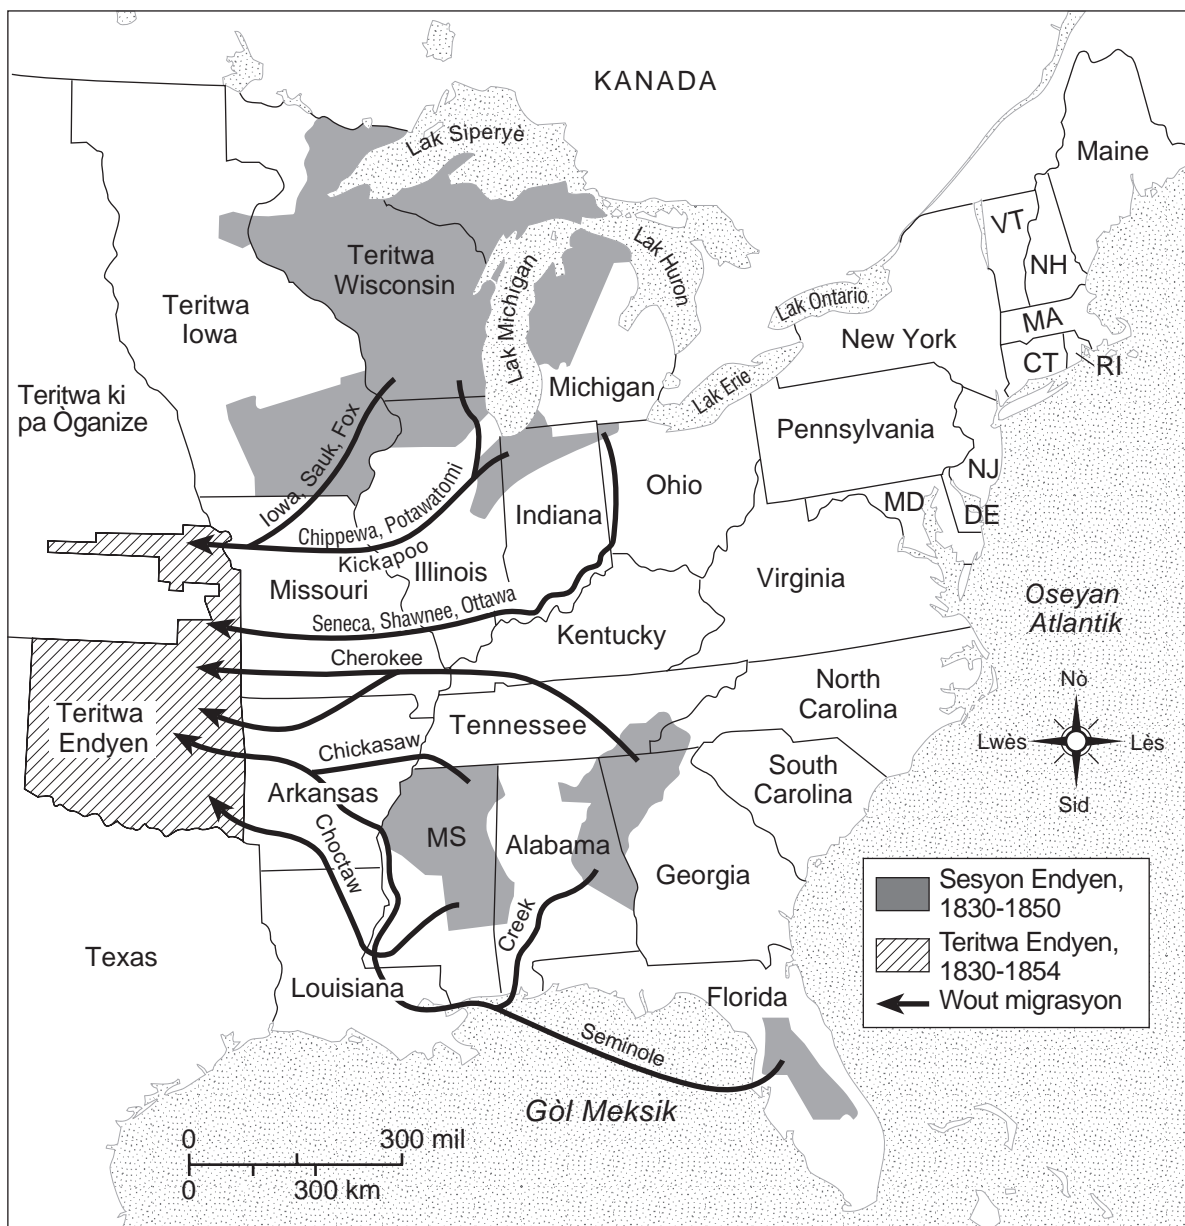 KANADA
Lak Siperyè
Maine
VT
NH
Lak Huron
Teritwa
Wisconsin
Lak Michigan
Teritwa
Iowa
Lak Ontario
MA
New York
CT
RI
Michigan
Lak Erie
Teritwa ki
pa Òganize
Pennsylvania
NJ
Iowa, Sauk, Fox
Ohio
MD
DE
Chippewa, Potawatomi
Indiana
Kickapoo
Illinois
Missouri
Virginia
Oseyan
Atlantik
Seneca, Shawnee, Ottawa
Kentucky
Cherokee
Nò
North
Carolina
Teritwa
Endyen
Tennessee
Lwès
Lès
Chickasaw
South
Carolina
Sid
Arkansas
MS
Alabama
Choctaw
Georgia
Sesyon Endyen,
1830-1850
Creek
Teritwa Endyen,
1830-1854
Texas
Louisiana
Florida
Wout migrasyon
Seminole
Gòl Meksik
0
300 mil
0
300 km